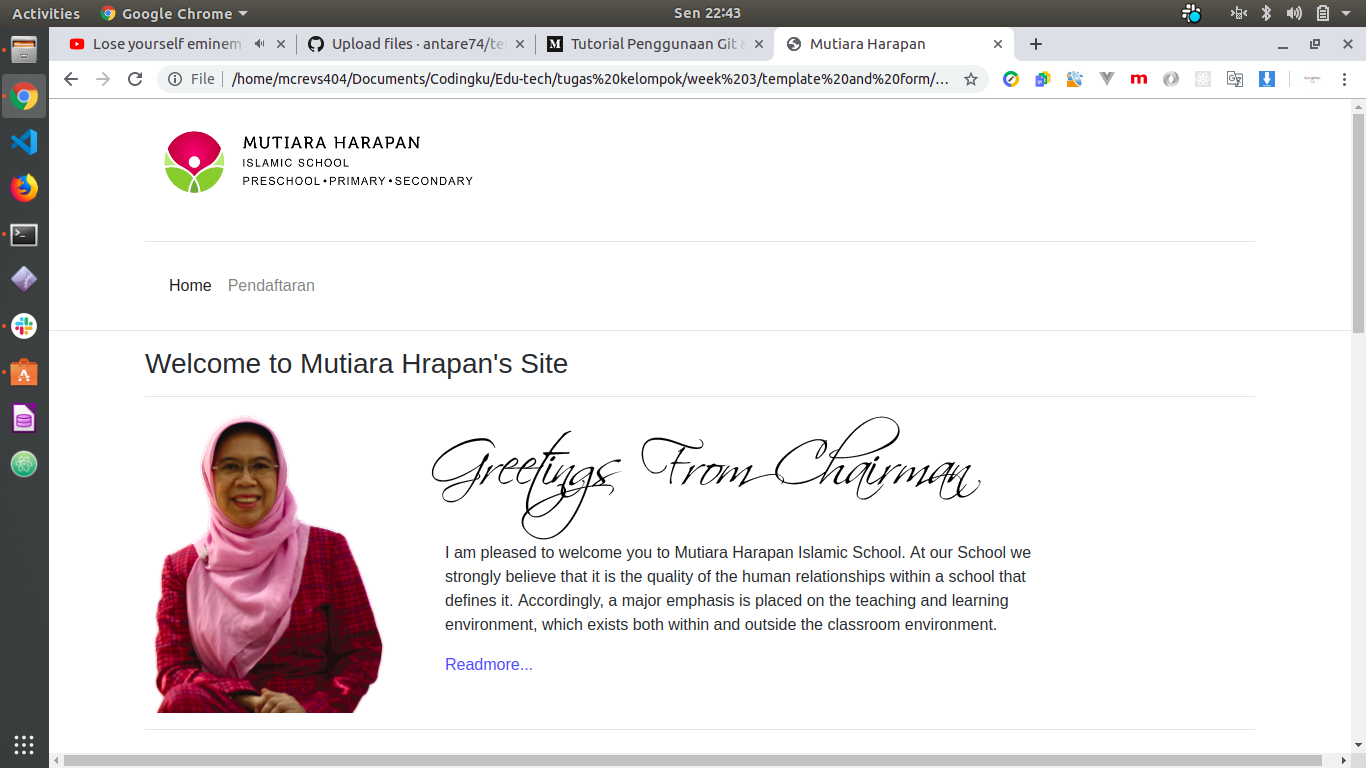 Activities Google Chrome Sen 22:43
Lose yourself eminem Upload files · antare74/te Tutorial Penggunaan Git & Mutiara Harapan
File /home/mcrevs404/Documents/Codingku/Edu-tech/tugas%20kelompok/week%203/template%20and%20form/...
MUTIARA HARAPAN
ISLAMIC SCHOOL
PRESCHOOL•PRIMARY•SECONDARY
Home Pendaftaran
Welcome to Mutiara Hrapan's Site
Greetings From Chairman
I am pleased to welcome you to Mutiara Harapan Islamic School. At our School we
strongly believe that it is the quality of the human relationships within a school that
defines it. Accordingly, a major emphasis is placed on the teaching and learning
environment, which exists both within and outside the classroom environment.
Readmore...